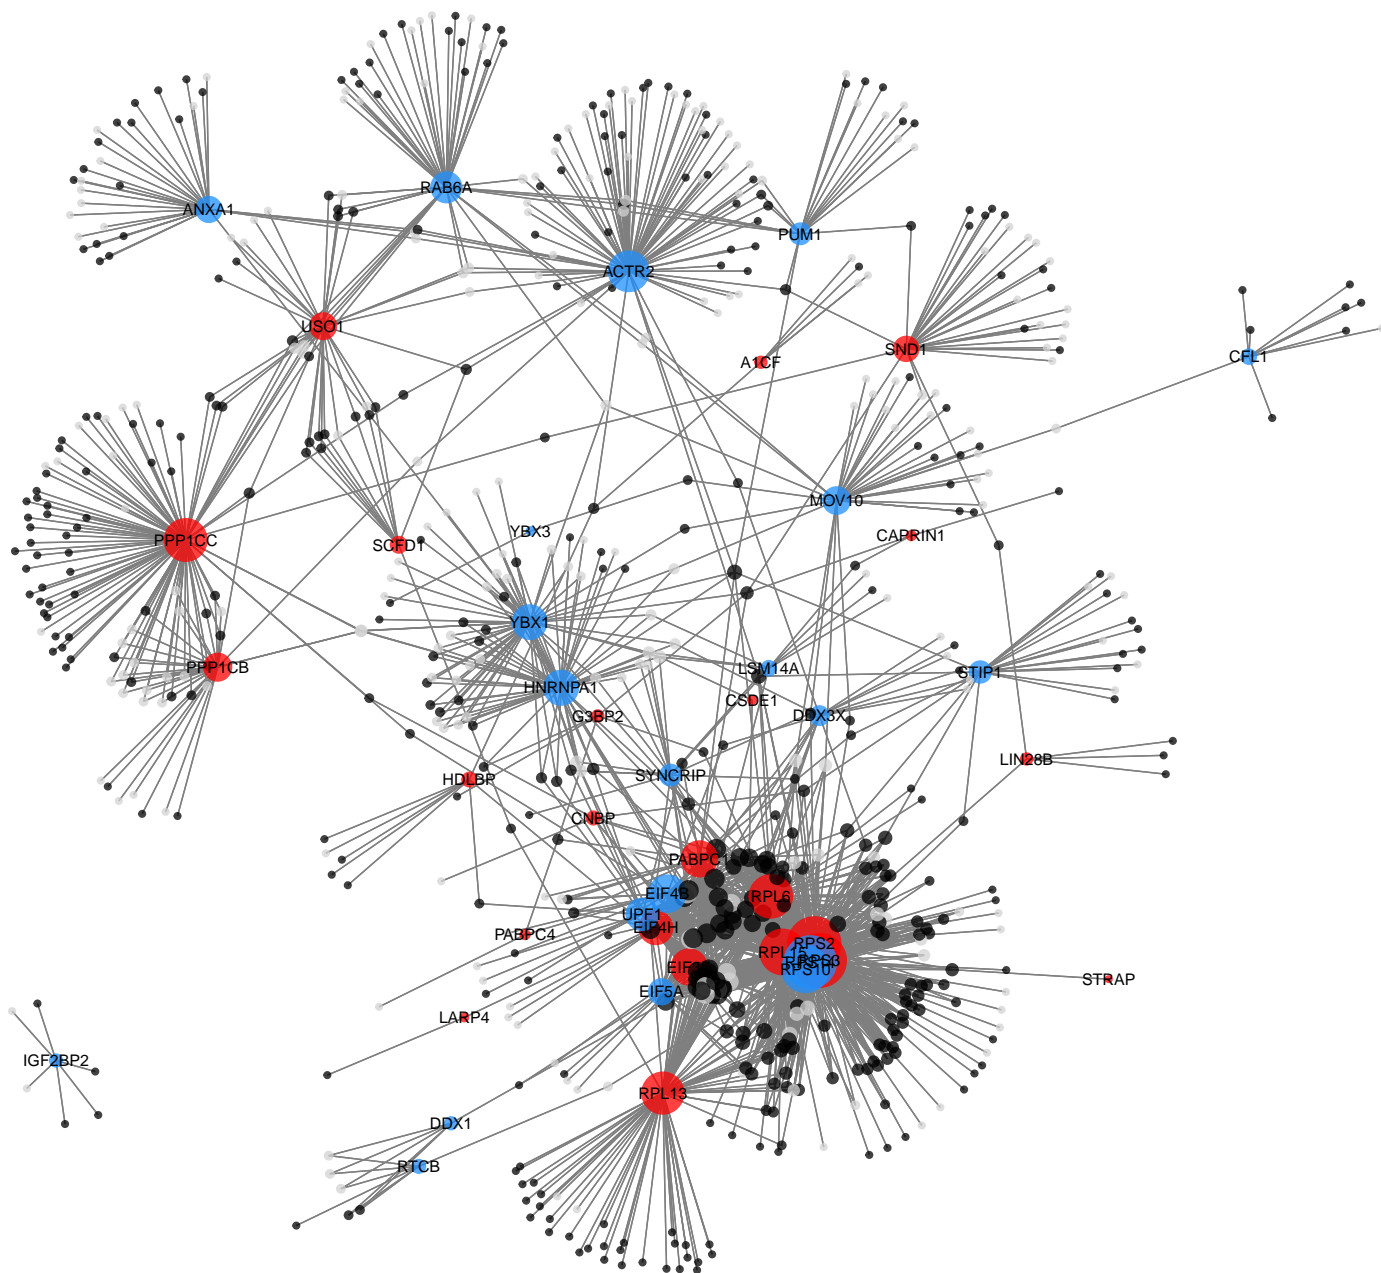 RAB6A
ANXA1
PUM1
ACTR2
USO1
SND1
A1CF
CFL1
MOV10
YBX3
CAPRIN1
PPP1CC
SCFD1
YBX1
PPP1CB
LSM14A
STIP1
HNRNPA1
CSDE1
G3BP2
DDX3X
LIN28B
SYNCRIP
HDLBP
CNBP
PABPC1
EIF4B
RPL6
UPF1
EIF4H
PABPC4
RPS2
RPL15
RPS3
RPS10
STRAP
EIF5A
LARP4
IGF2BP2
RPL13
DDX1
RTCB